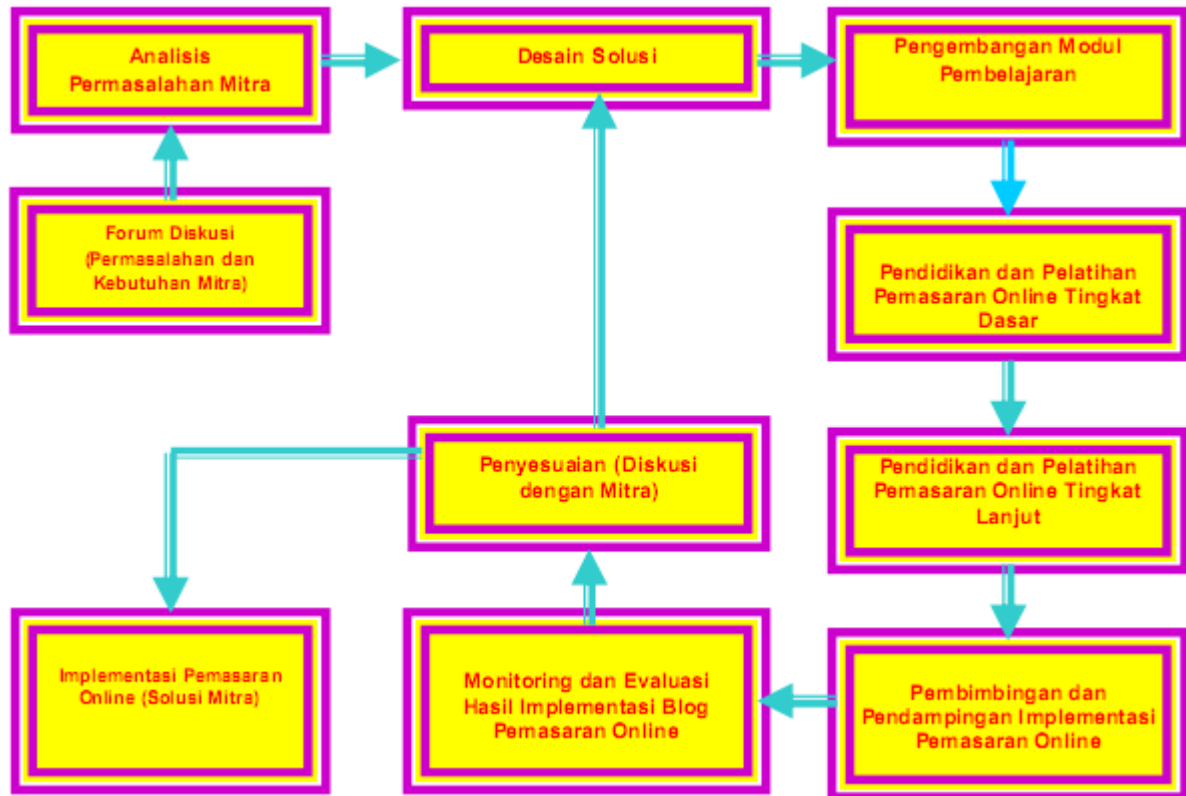 Analisis
Permasalahan Mitra
Desain Solusi
Pengembangan Modul
Pembelajaran
Forum Diskusi
(Permasalahan dan
Kebutuhan Mitra)
Pendidikan dan Pelatihan
Pemasaran Online Tingkat
Dasar
Penyesuaian (Diskusi
dengan Mitra)
Pendidikan dan Pelatihan
Pemasaran Online Tingkat
Lanjut
Implementasi Pemasaran
Online (Solusi Mitra)
Monitoring dan Evaluasi
Hasil Implementasi Blog
Pemasaran Online
Pembimbingan dan
Pendampingan Implementasi
Pemasaran Online